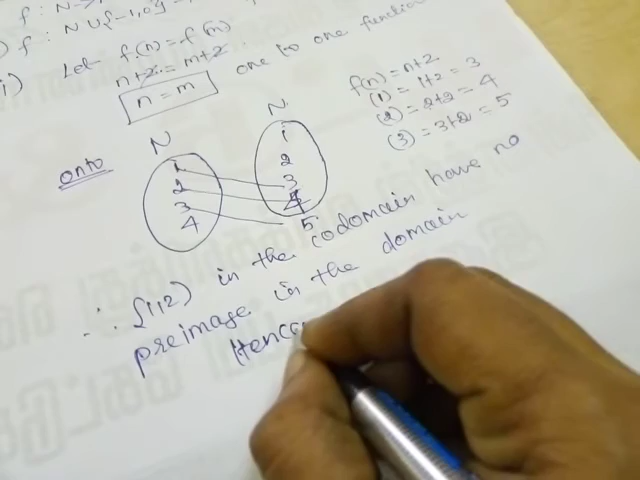 f : N
f : N ∪ {-1,0}
i) Let f(n) = f(m)
n+2 = m+2
n = m one to one function
f(n) = n+2
(1) = 1+2 = 3
(2) = 2+2 = 4
(3) = 3+2 = 5
onto
N N
1 1
2 2
3 3
4 4
5
∴ {1,2) in the codomain have no
preimage in the domain
Hence